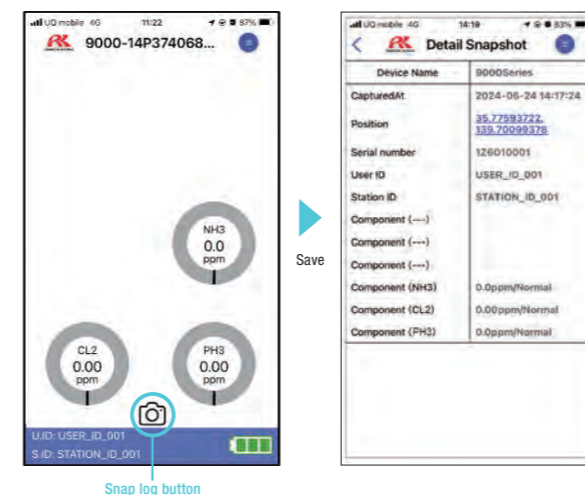 UQ mobile 4G 11:22 87%
RK 9000-14P374068...
NH3
0.0
ppm
CL2
0.00
ppm
PH3
0.00
ppm
U.ID: USER_ID_001
S.ID: STATION_ID_001
Snap log button
Save
UQ mobile 4G 14:19 83%
RK Detail Snapshot
Device Name 9000Series
CapturedAt 2024-06-24 14:17:24
Position 35.77593722,
139.70099378
Serial number 126010001
User ID USER_ID_001
Station ID STATION_ID_001
Component (---)
Component (---)
Component (---)
Component (NH3) 0.0ppm/Normal
Component (CL2) 0.00ppm/Normal
Component (PH3) 0.0ppm/Normal